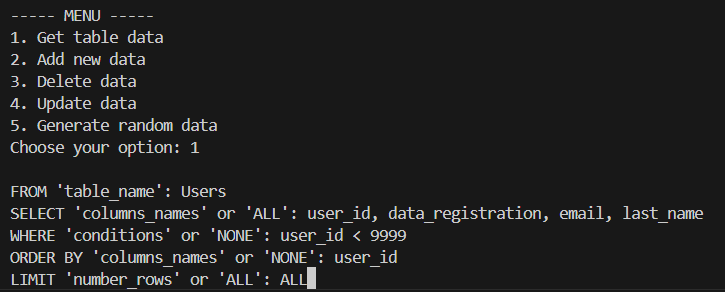 ----- MENU -----
1. Get table data
2. Add new data
3. Delete data
4. Update data
5. Generate random data
Choose your option: 1
FROM 'table_name': Users
SELECT 'columns_names' or 'ALL': user_id, data_registration, email, last_name
WHERE 'conditions' or 'NONE': user_id < 9999
ORDER BY 'columns_names' or 'NONE': user_id
LIMIT 'number_rows' or 'ALL': ALL